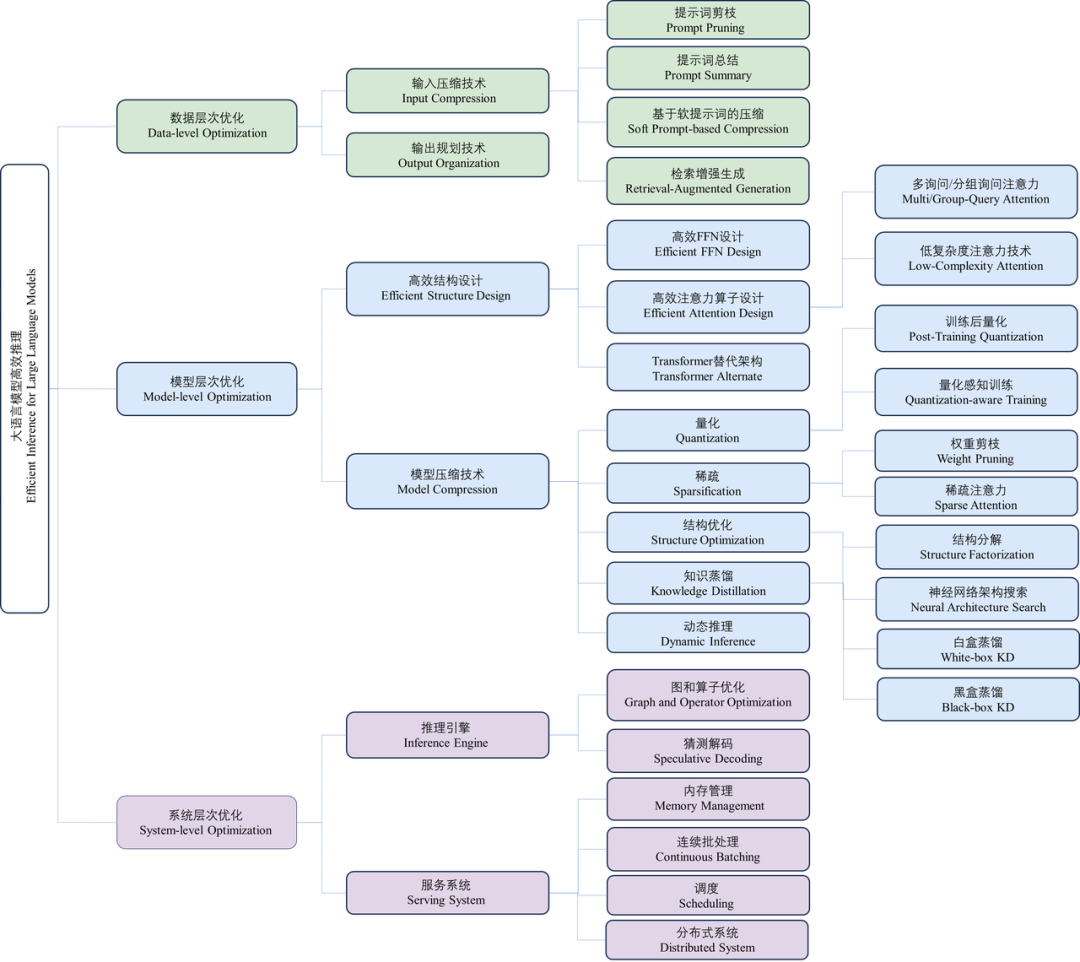 大语言模型高效推理
Efficient Inference for Large Language Models
数据层次优化
Data-level Optimization
输入压缩技术
Input Compression
提示词剪枝
Prompt Pruning
提示词总结
Prompt Summary
基于软提示词的压缩
Soft Prompt-based Compression
检索增强生成
Retrieval-Augmented Generation
输出规划技术
Output Organization
模型层次优化
Model-level Optimization
高效结构设计
Efficient Structure Design
高效FFN设计
Efficient FFN Design
高效注意力算子设计
Efficient Attention Design
多询问/分组询问注意力
Multi/Group-Query Attention
低复杂度注意力技术
Low-Complexity Attention
Transformer替代架构
Transformer Alternate
模型压缩技术
Model Compression
量化
Quantization
训练后量化
Post-Training Quantization
量化感知训练
Quantization-aware Training
稀疏
Sparsification
权重剪枝
Weight Pruning
稀疏注意力
Sparse Attention
结构优化
Structure Optimization
结构分解
Structure Factorization
神经网络架构搜索
Neural Architecture Search
知识蒸馏
Knowledge Distillation
白盒蒸馏
White-box KD
黑盒蒸馏
Black-box KD
动态推理
Dynamic Inference
系统层次优化
System-level Optimization
推理引擎
Inference Engine
图和算子优化
Graph and Operator Optimization
猜测解码
Speculative Decoding
服务系统
Serving System
内存管理
Memory Management
连续批处理
Continuous Batching
调度
Scheduling
分布式系统
Distributed System